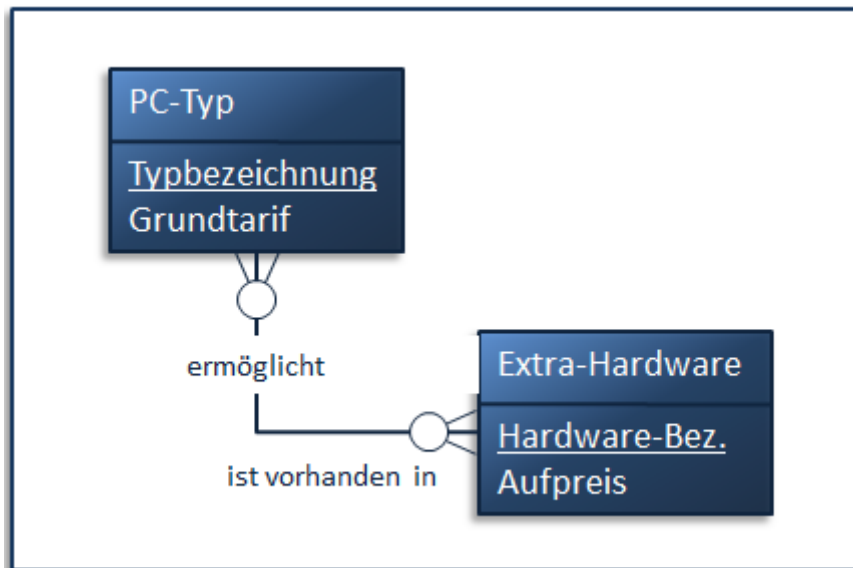 PC-Typ
Typbezeichnung
Grundtarif
ermöglicht
Extra-Hardware
Hardware-Bez.
Aufpreis
ist vorhanden in